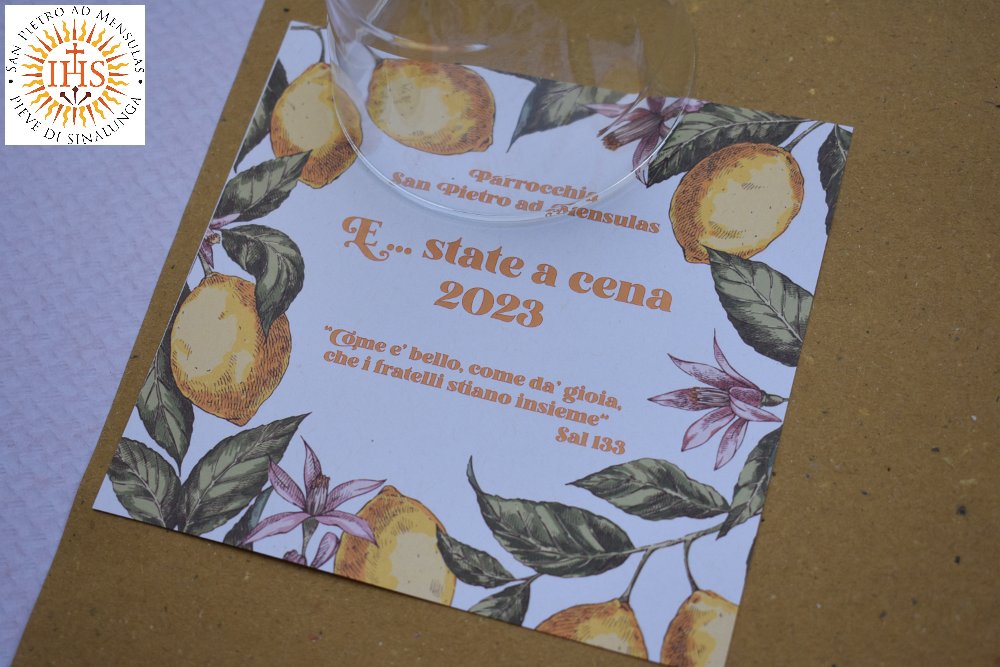 SAN PIETRO AD MENSULAS
IHS
PIEVE DI SINALUNGA
Parrocchia
San Pietro ad Mensulas
E... state a cena
2023
"Come e' bello, come da' gioia,
che i fratelli stiano insieme"
Sal 133